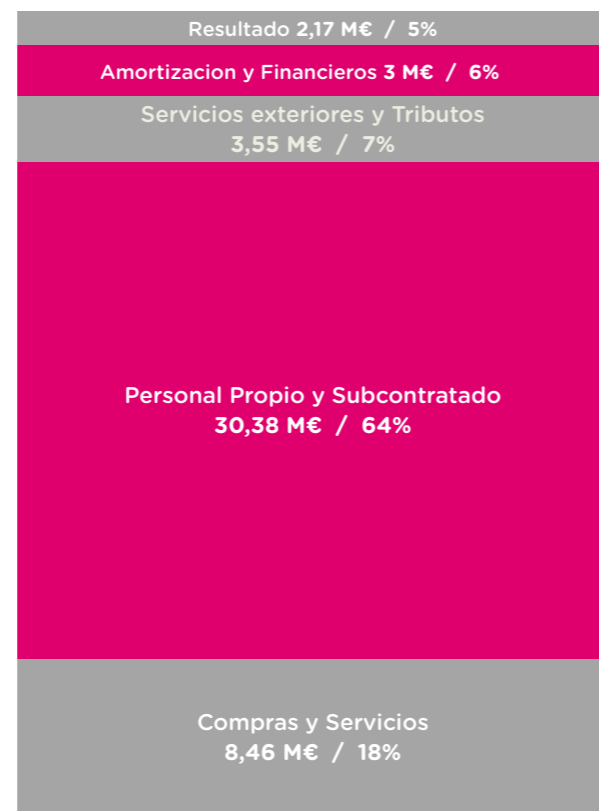 Resultado 2,17 M€ / 5%
Amortizacion y Financieros 3 M€ / 6%
Servicios exteriores y Tributos
3,55 M€ / 7%
Personal Propio y Subcontratado
30,38 M€ / 64%
Compras y Servicios
8,46 M€ / 18%